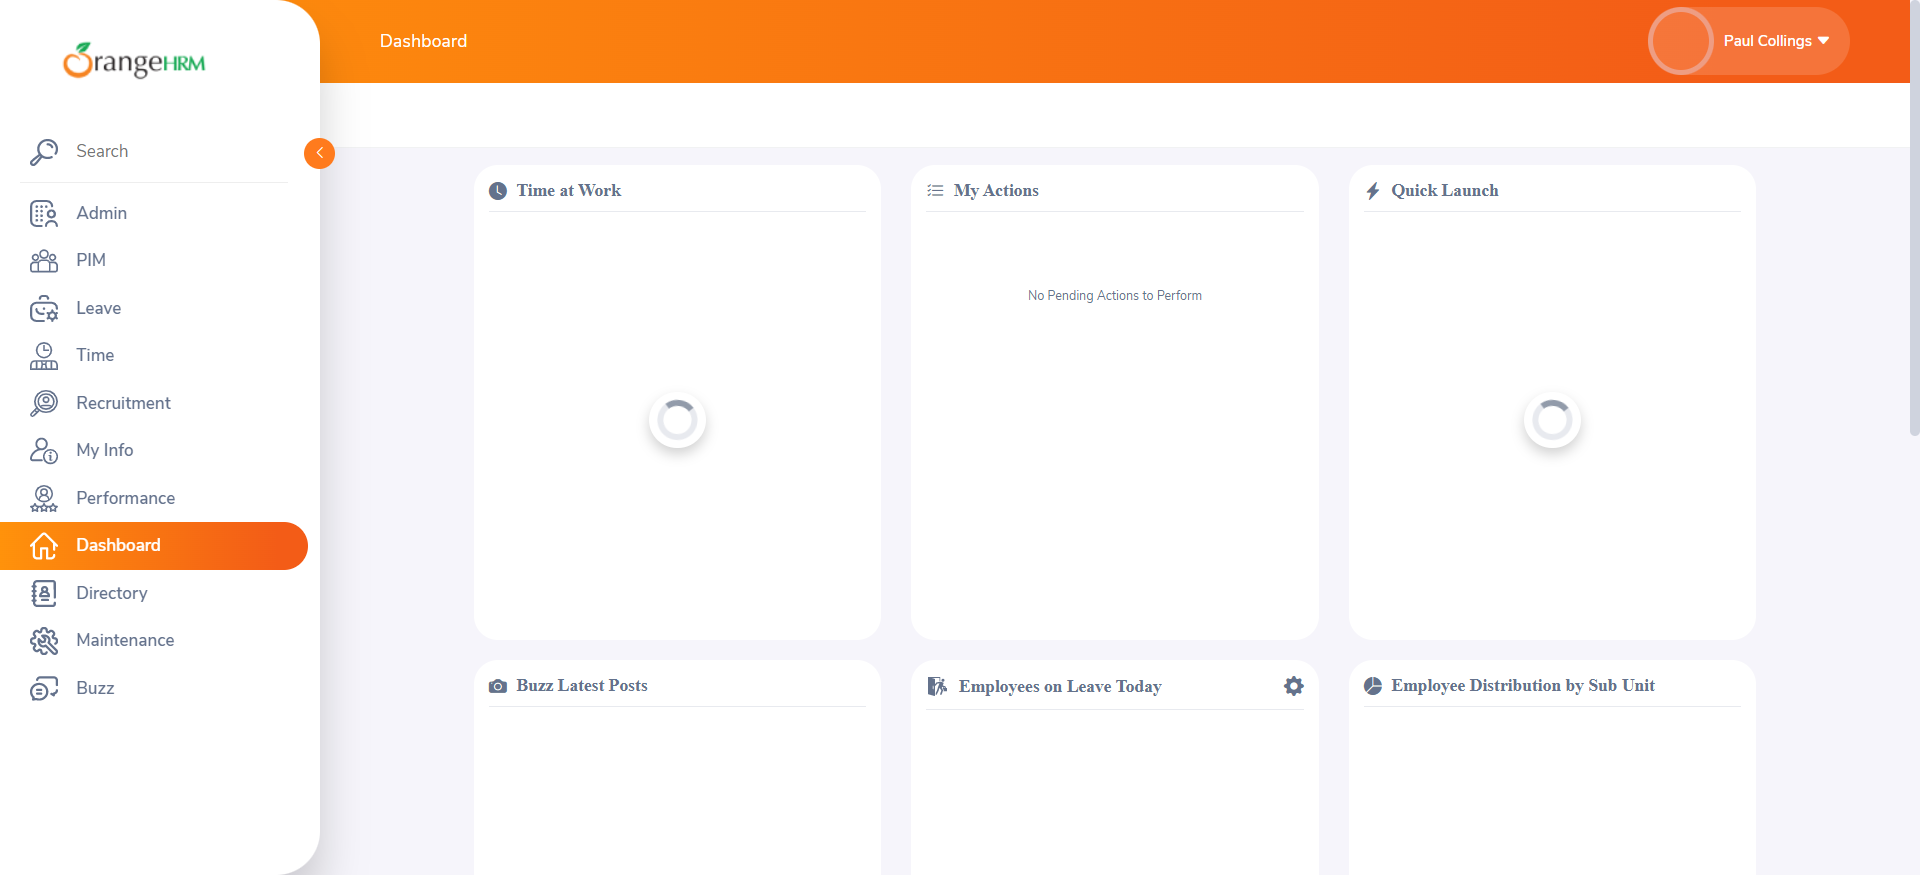 OrangeHRM
Dashboard
Paul Collings
Search
Admin
PIM
Leave
Time
Recruitment
My Info
Performance
Dashboard
Directory
Maintenance
Buzz
Time at Work
My Actions
No Pending Actions to Perform
Quick Launch
Buzz Latest Posts
Employees on Leave Today
Employee Distribution by Sub Unit